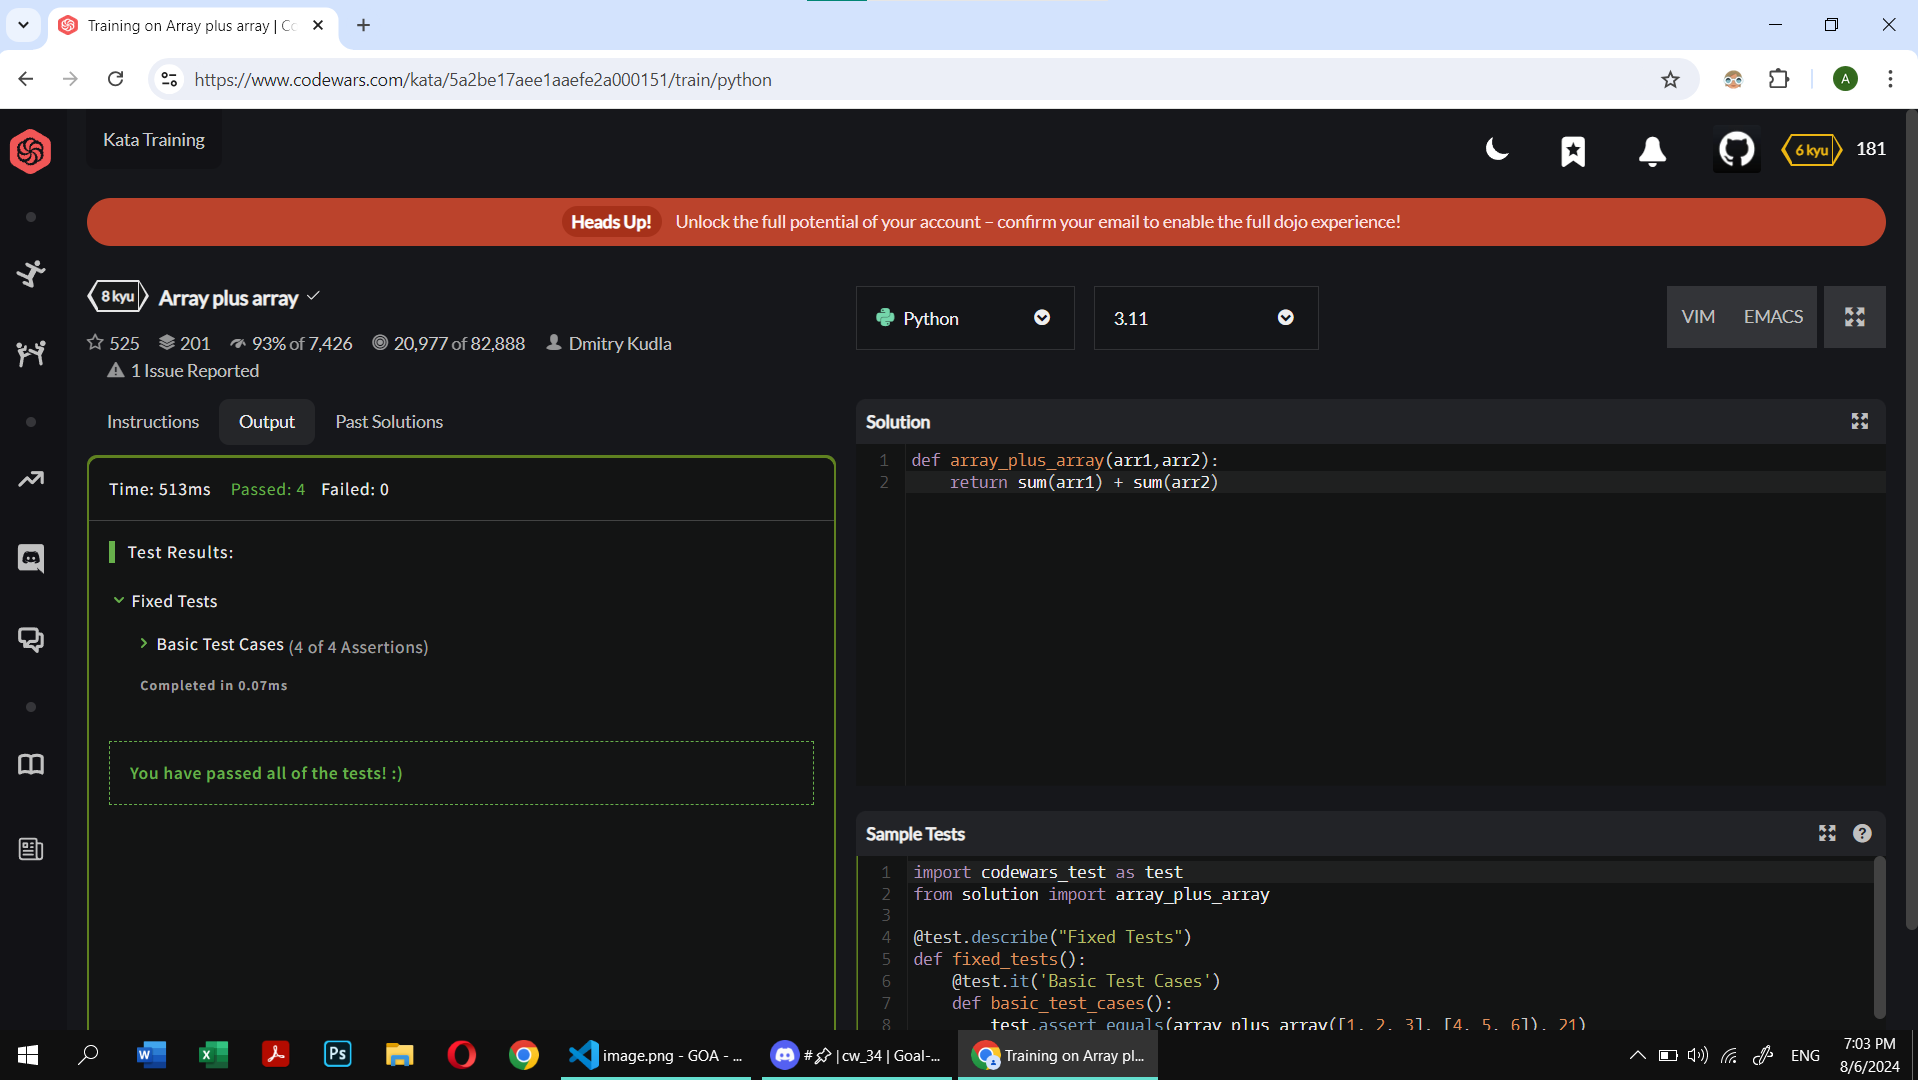 Training on Array plus array | Co
https://www.codewars.com/kata/5a2be17aee1aaefe2a000151/train/python
A
Kata Training
6 kyu
181
Heads Up! Unlock the full potential of your account – confirm your email to enable the full dojo experience!
8 kyu Array plus array
525 201 93% of 7,426 20,977 of 82,888 Dmitry Kudla
1 Issue Reported
Python
3.11
VIM EMACS
Instructions Output Past Solutions
Time: 513ms Passed: 4 Failed: 0
Test Results:
Fixed Tests
Basic Test Cases (4 of 4 Assertions)
Completed in 0.07ms
You have passed all of the tests! :)
Solution
1 def array_plus_array(arr1,arr2):
2 return sum(arr1) + sum(arr2)
Sample Tests
?
1 import codewars_test as test
2 from solution import array_plus_array
3
4 @test.describe("Fixed Tests")
5 def fixed_tests():
6 @test.it('Basic Test Cases')
7 def basic_test_cases():
8 test.assert_equals(array_plus_array([1, 2, 3], [4, 5, 6]), 21)
Ps
image.png - GOA - ...
# | cw_34 | Goal-...
Training on Array pl...
ENG
7:03 PM
8/6/2024